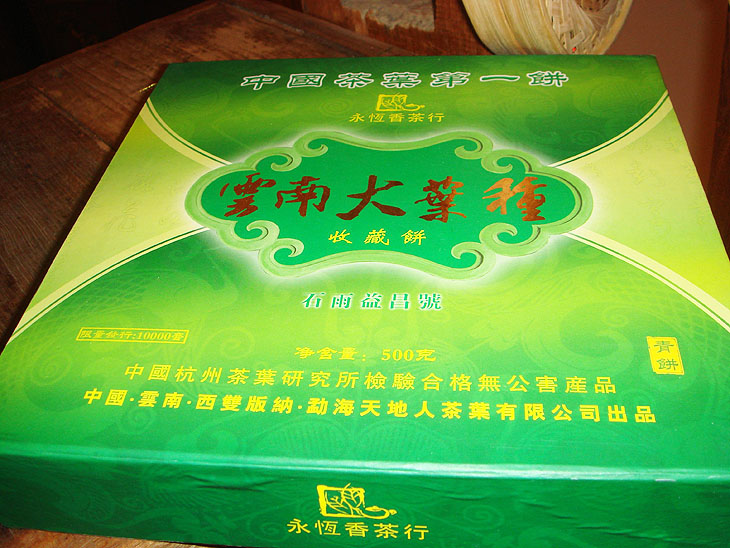 中國茶葉第一餅
永恆香茶行
雲南大葉種
收藏餅
石雨益昌號
限量發行:10000套
青餅
净含量：500克
中國杭州茶葉研究所檢驗合格無公害産品
中國·雲南·西雙版納·勐海天地人茶葉有限公司出品
永恆香茶行